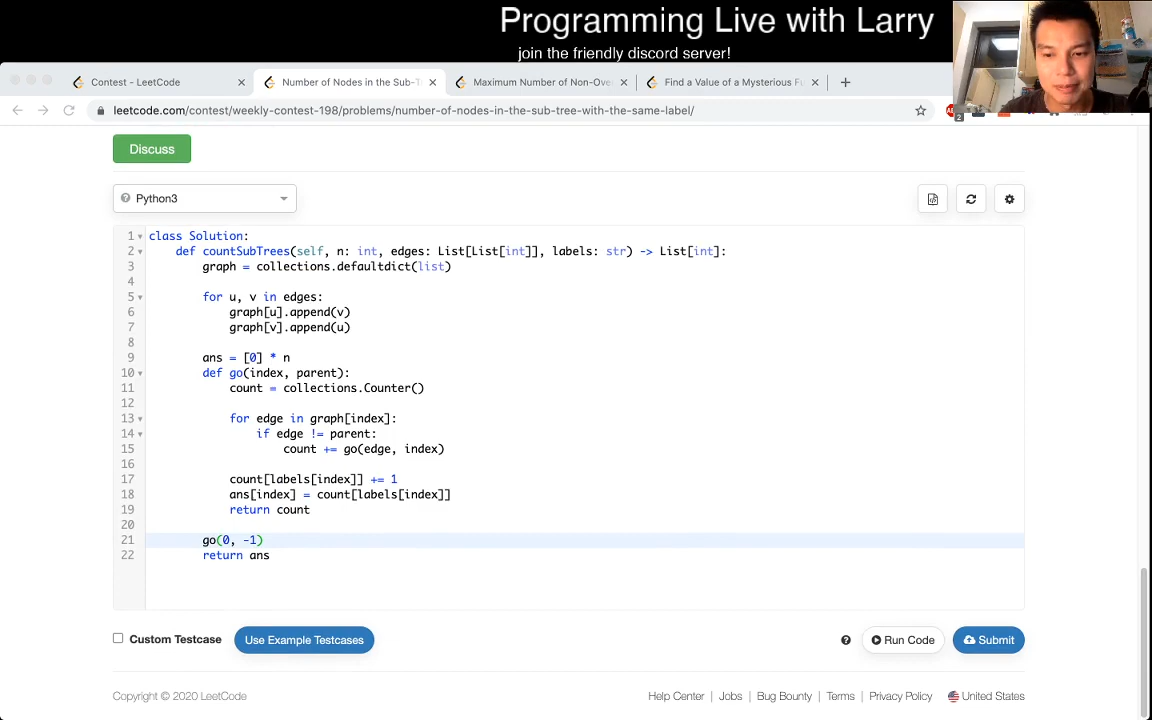 Programming Live with Larry
join the friendly discord server!
Contest - LeetCode
Number of Nodes in the Sub-T
Maximum Number of Non-Ove
Find a Value of a Mysterious Fu
leetcode.com/contest/weekly-contest-198/problems/number-of-nodes-in-the-sub-tree-with-the-same-label/
2
Discuss
Python3
1 class Solution:
2 def countSubTrees(self, n: int, edges: List[List[int]], labels: str) -> List[int]:
3 graph = collections.defaultdict(list)
4
5 for u, v in edges:
6 graph[u].append(v)
7 graph[v].append(u)
8
9 ans = [0] * n
10 def go(index, parent):
11 count = collections.Counter()
12
13 for edge in graph[index]:
14 if edge != parent:
15 count += go(edge, index)
16
17 count[labels[index]] += 1
18 ans[index] = count[labels[index]]
19 return count
20
21 go(0, -1)
22 return ans
Custom Testcase
Use Example Testcases
Run Code
Submit
Copyright © 2020 LeetCode
Help Center | Jobs | Bug Bounty | Terms | Privacy Policy
United States